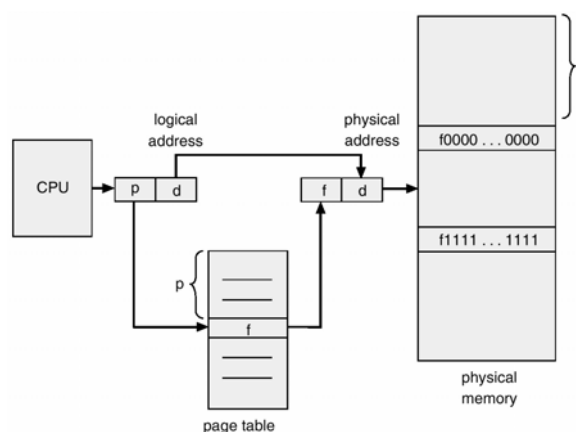 logical
address
physical
address
f0000 . . . 0000
CPU
p
d
f
d
f1111 . . . 1111
p
f
physical
memory
page table